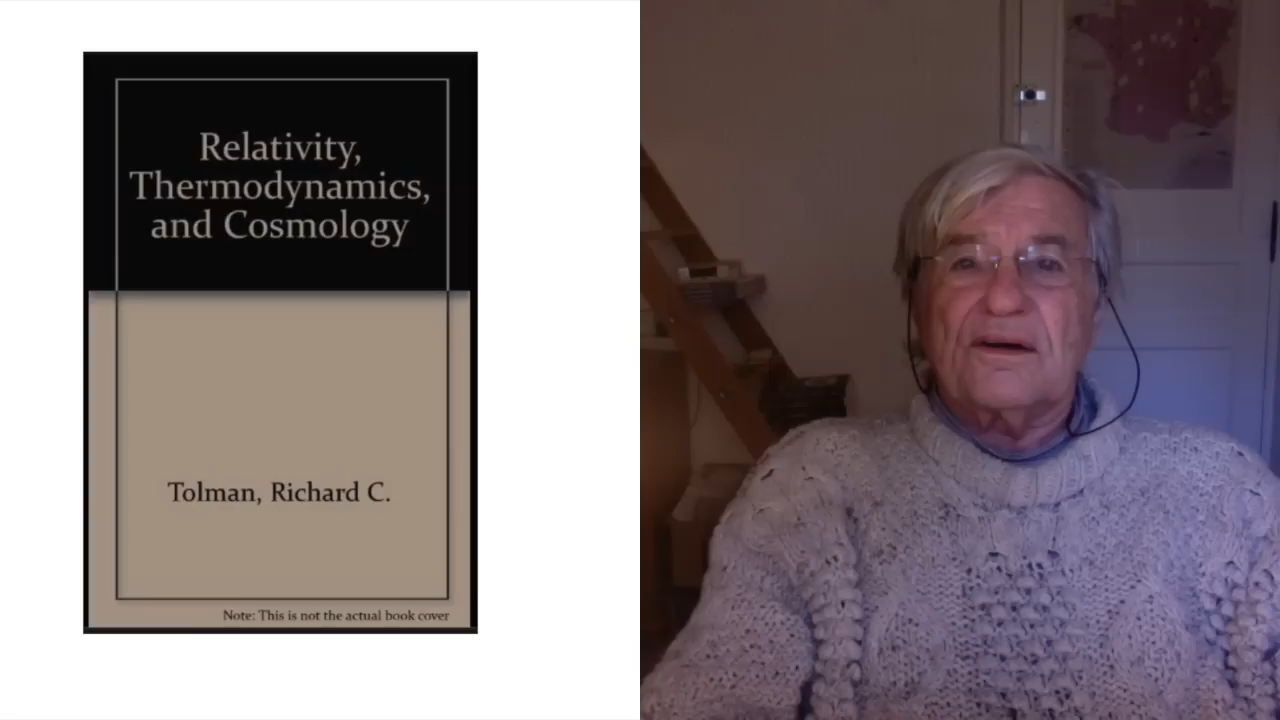 Relativity,
Thermodynamics,
and Cosmology
Tolman, Richard C.
Note: This is not the actual book cover